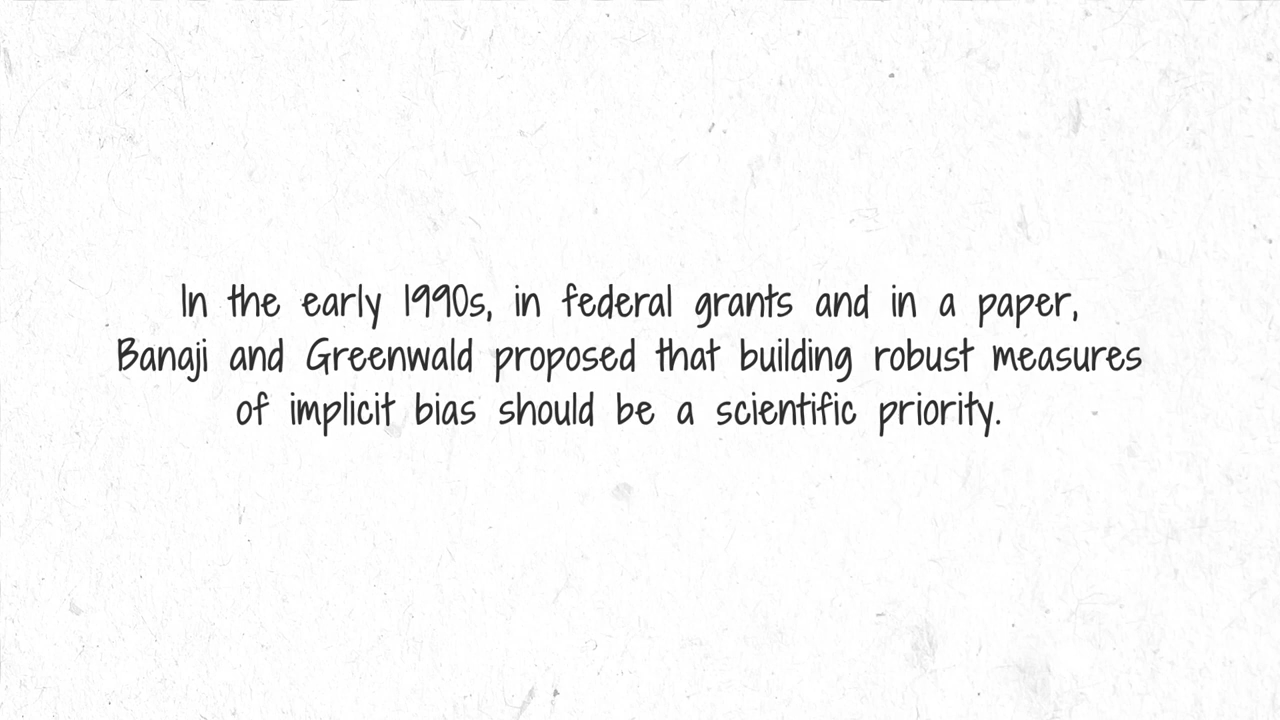 In the early 1990s, in federal grants and in a paper,
Banaji and Greenwald proposed that building robust measures
of implicit bias should be a scientific priority.